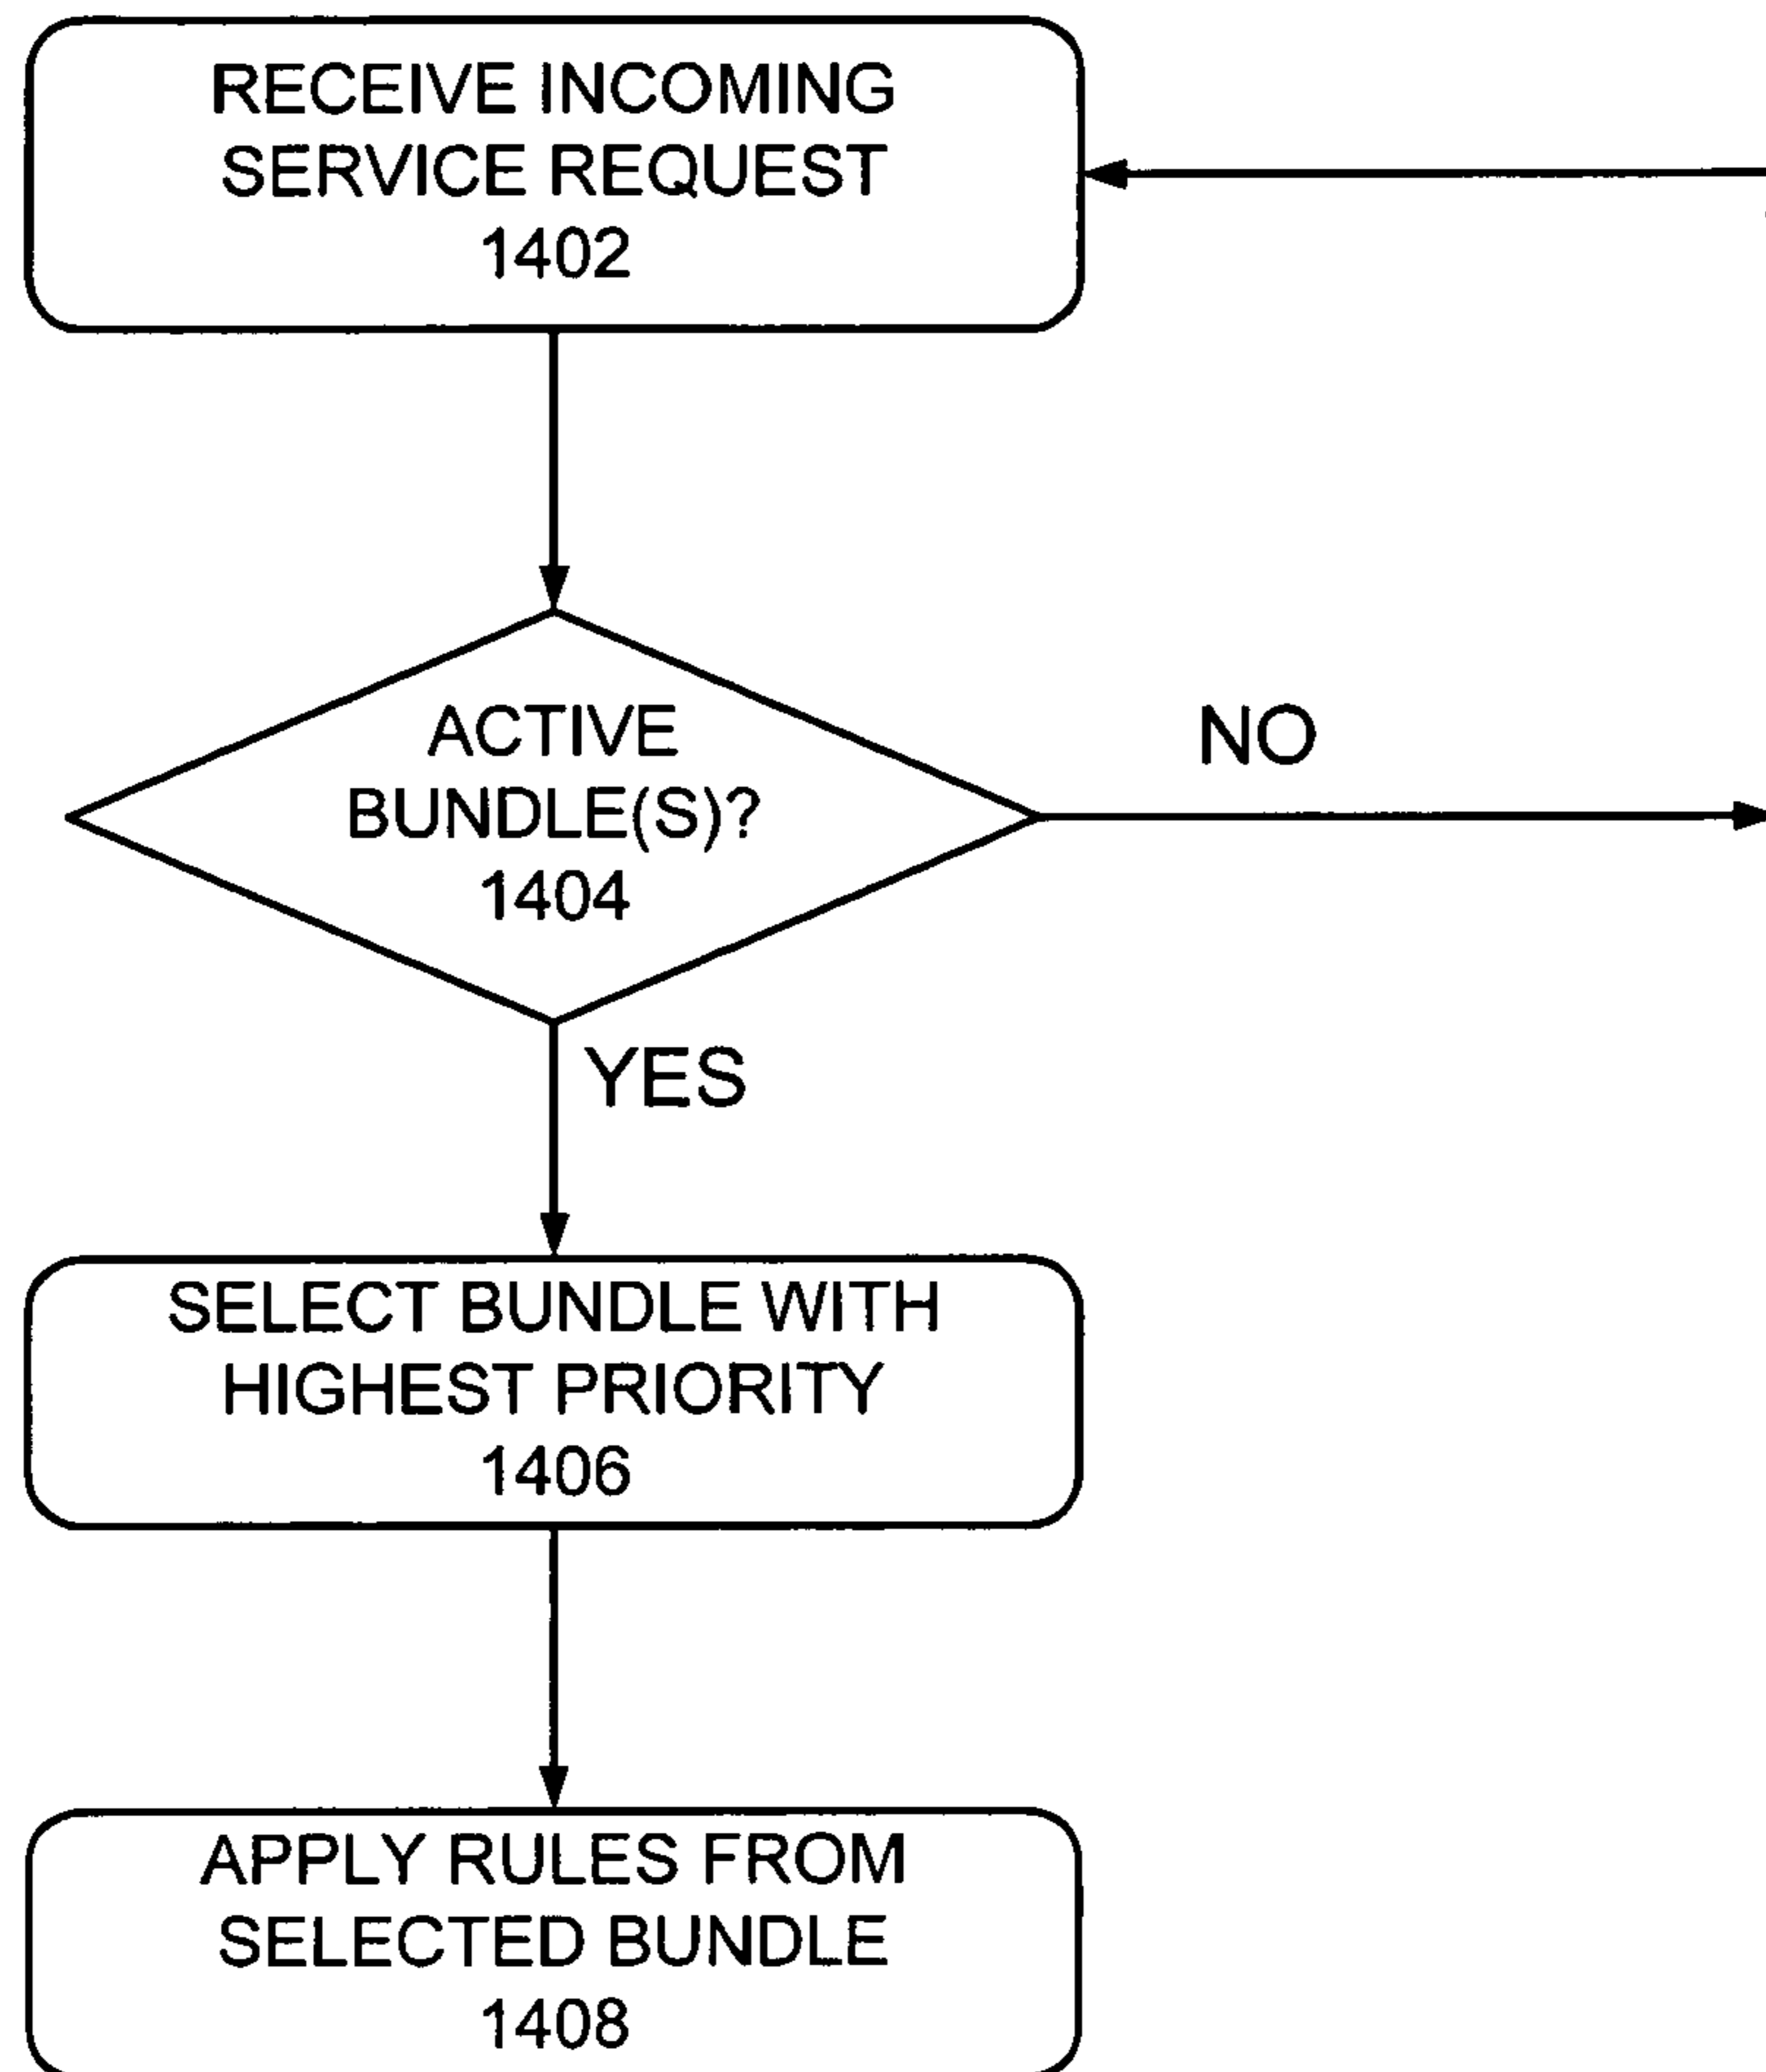 RECEIVE INCOMING
SERVICE REQUEST
1402
ACTIVE
BUNDLE(S)?
1404
NO
YES
SELECT BUNDLE WITH
HIGHEST PRIORITY
1406
APPLY RULES FROM
SELECTED BUNDLE
1408